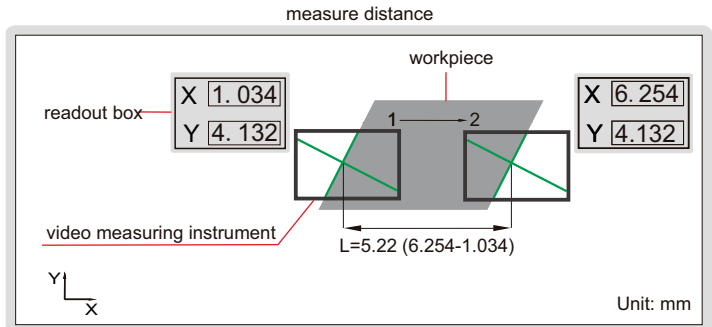 measure distance
workpiece
X 1. 034
Y 4. 132
readout box
1 2
X 6. 254
Y 4.132
video measuring instrument
L=5.22 (6.254-1.034)
Y
X
Unit: mm